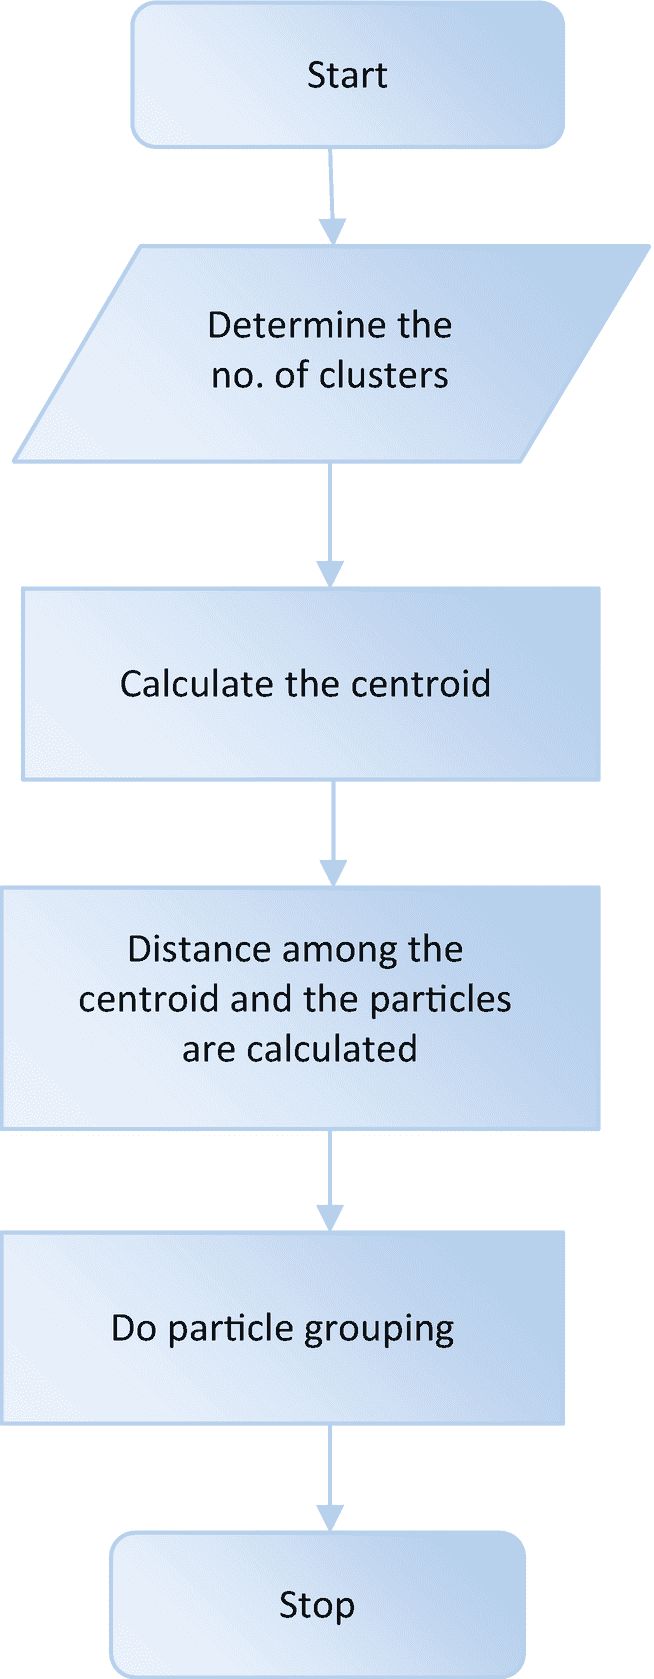 Start
Determine the
no. of clusters
Calculate the centroid
Distance among the
centroid and the particles
are calculated
Do particle grouping
Stop